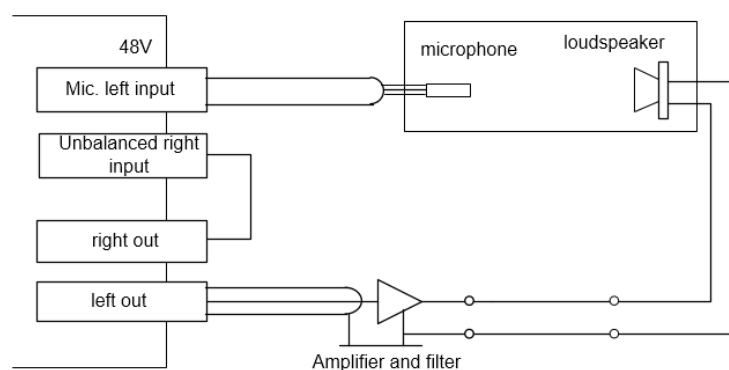 48V
microphone
loudspeaker
Mic. left input
Unbalanced right
input
right out
left out
Amplifier and filter